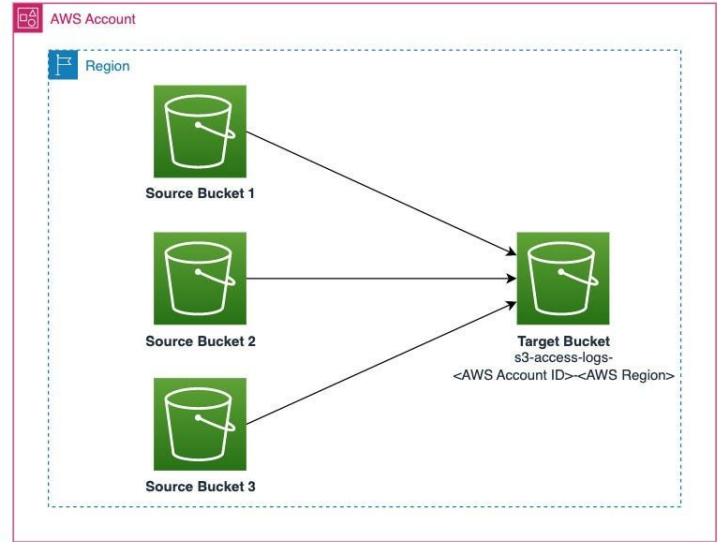 AWS Account
Region
Source Bucket 1
Source Bucket 2
Target Bucket
s3-access-logs-
<AWS Account ID>-<AWS Region>
Source Bucket 3